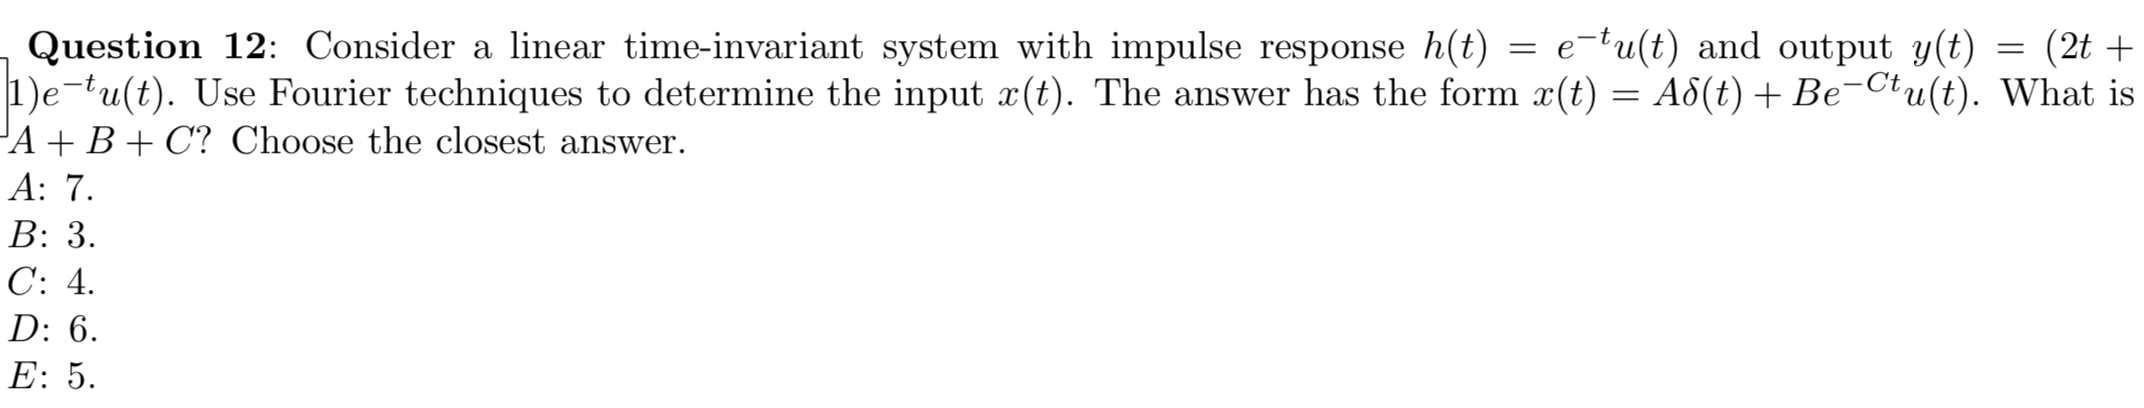 Question 12: Consider a linear time-invariant system with impulse response h(t) = e^{-t}u(t) and output y(t) = (2t +
1)e^{-t}u(t). Use Fourier techniques to determine the input x(t). The answer has the form x(t) = Aδ(t) + Be^{-Ct}u(t). What is
A + B + C? Choose the closest answer.
A: 7.
B: 3.
C: 4.
D: 6.
E: 5.